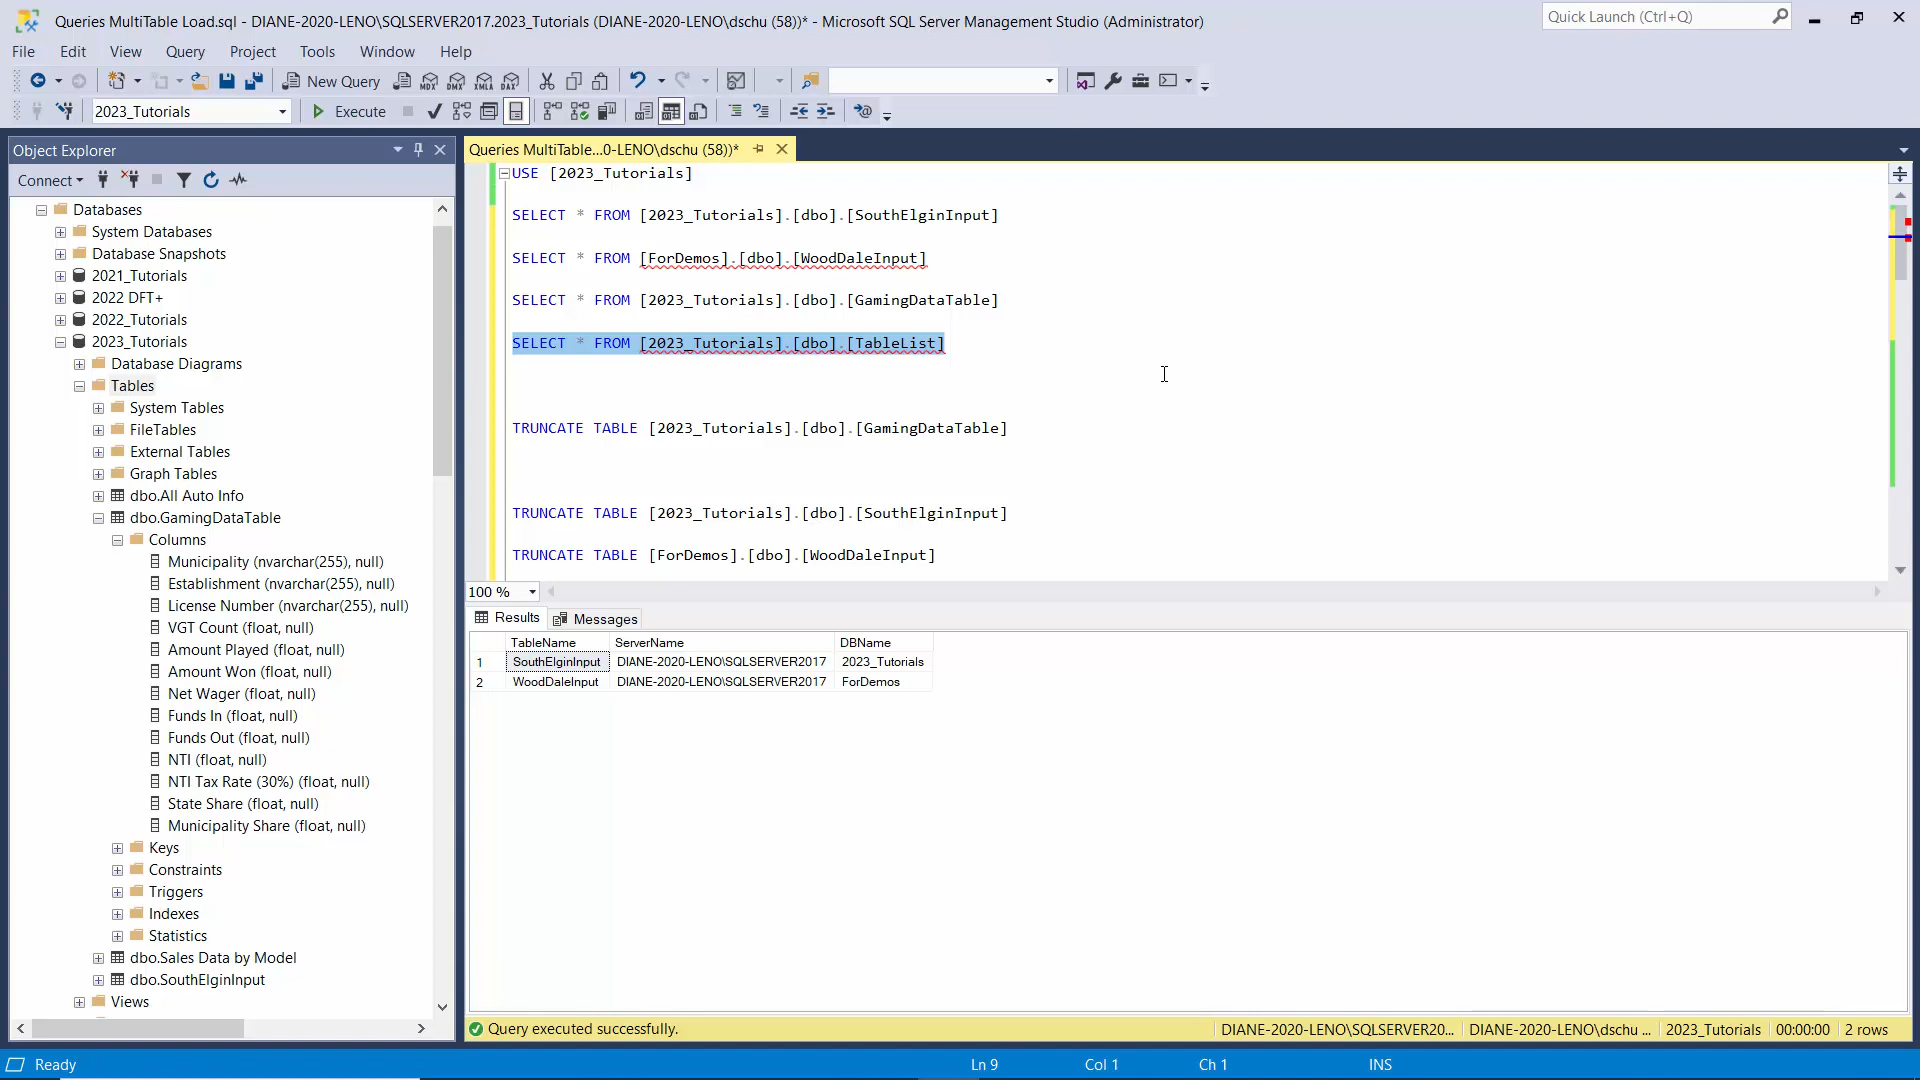 Queries MultiTable Load.sql - DIANE-2020-LENO\SQLSERVER2017.2023_Tutorials (DIANE-2020-LENO\dschu (58))* - Microsoft SQL Server Management Studio (Administrator)
Quick Launch (Ctrl+Q)
File Edit View Query Project Tools Window Help
New Query MDX DMX XMLA DAX
2023_Tutorials Execute
Object Explorer
Queries MultiTable...0-LENO\dschu (58))*
Connect
Databases
System Databases
Database Snapshots
2021_Tutorials
2022 DFT+
2022_Tutorials
2023_Tutorials
Database Diagrams
Tables
System Tables
FileTables
External Tables
Graph Tables
dbo.All Auto Info
dbo.GamingDataTable
Columns
Municipality (nvarchar(255), null)
Establishment (nvarchar(255), null)
License Number (nvarchar(255), null)
VGT Count (float, null)
Amount Played (float, null)
Amount Won (float, null)
Net Wager (float, null)
Funds In (float, null)
Funds Out (float, null)
NTI (float, null)
NTI Tax Rate (30%) (float, null)
State Share (float, null)
Municipality Share (float, null)
Keys
Constraints
Triggers
Indexes
Statistics
dbo.Sales Data by Model
dbo.SouthElginInput
Views
USE [2023_Tutorials]
SELECT * FROM [2023_Tutorials].[dbo].[SouthElginInput]
SELECT * FROM [ForDemos].[dbo].[WoodDaleInput]
SELECT * FROM [2023_Tutorials].[dbo].[GamingDataTable]
SELECT * FROM [2023_Tutorials].[dbo].[TableList]
TRUNCATE TABLE [2023_Tutorials].[dbo].[GamingDataTable]
TRUNCATE TABLE [2023_Tutorials].[dbo].[SouthElginInput]
TRUNCATE TABLE [ForDemos].[dbo].[WoodDaleInput]
100 %
Results Messages
TableName ServerName DBName
1 SouthElginInput DIANE-2020-LENO\SQLSERVER2017 2023_Tutorials
2 WoodDaleInput DIANE-2020-LENO\SQLSERVER2017 ForDemos
Query executed successfully. DIANE-2020-LENO\SQLSERVER20... DIANE-2020-LENO\dschu ... 2023_Tutorials 00:00:00 2 rows
Ready Ln 9 Col 1 Ch 1 INS